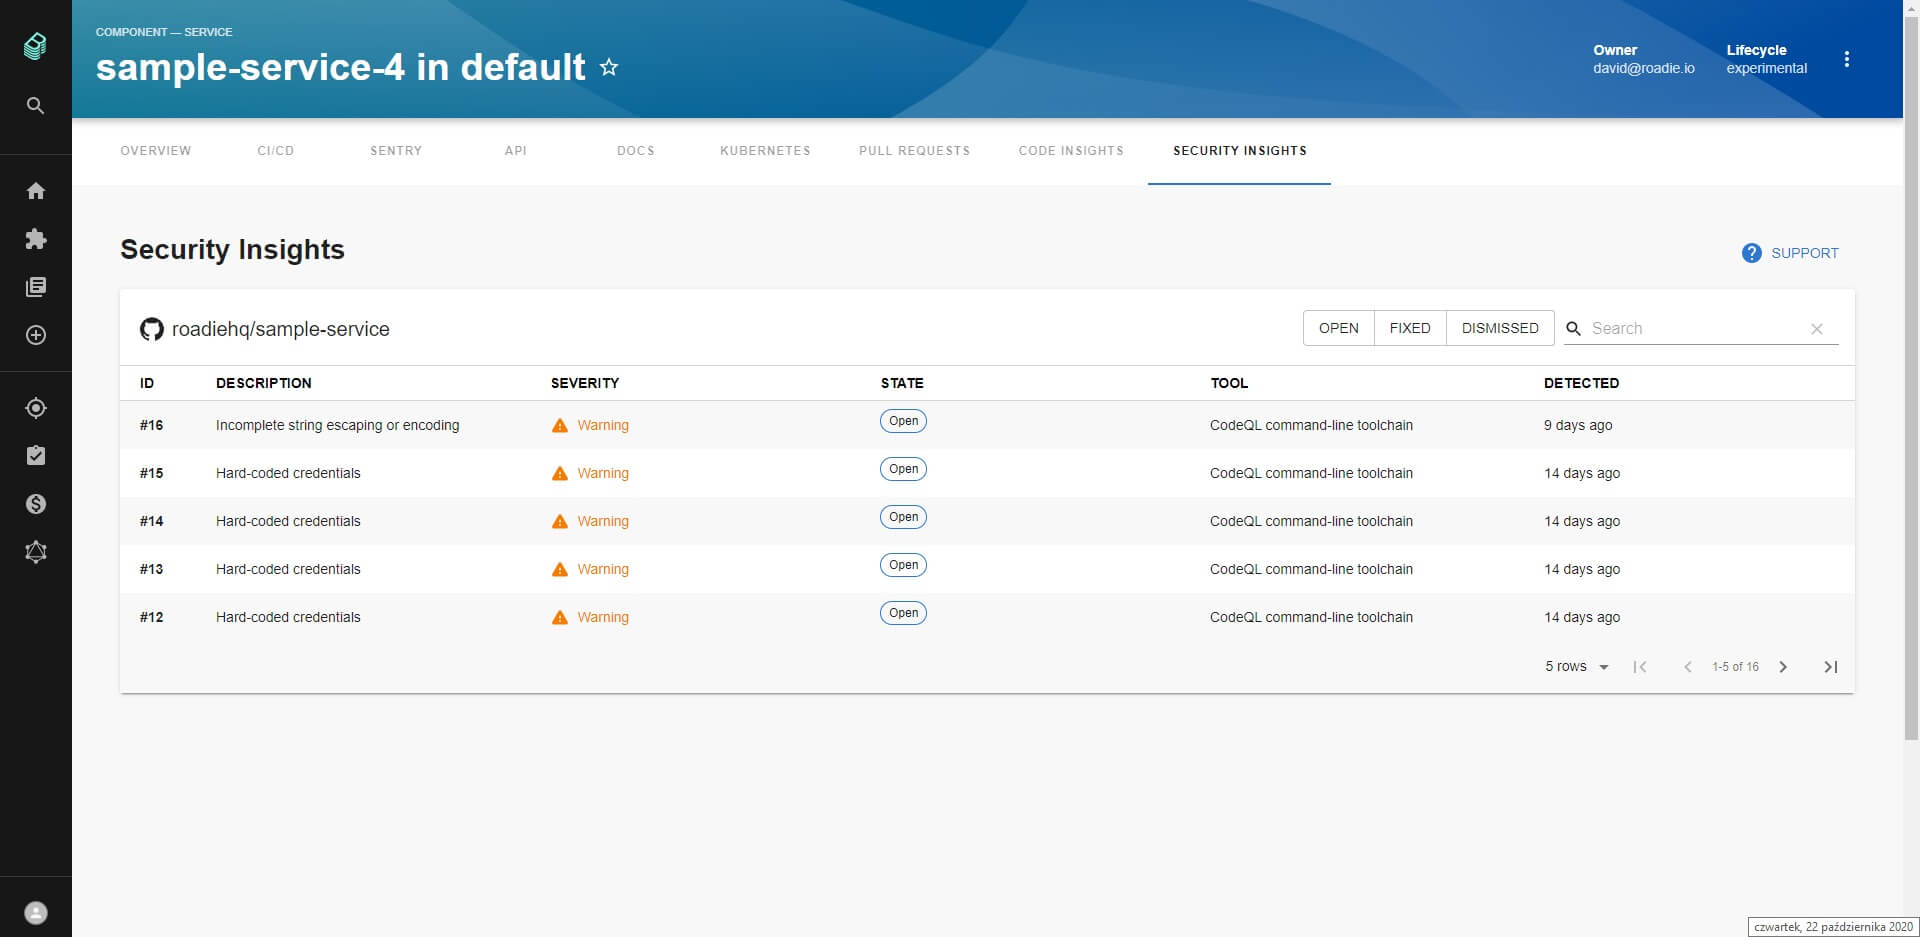 COMPONENT — SERVICE
sample-service-4 in default
Owner
david@roadie.io
Lifecycle
experimental
OVERVIEW CI/CD SENTRY API DOCS KUBERNETES PULL REQUESTS CODE INSIGHTS SECURITY INSIGHTS
Security Insights
SUPPORT
roadiehq/sample-service
OPEN FIXED DISMISSED Search
ID DESCRIPTION SEVERITY STATE TOOL DETECTED
#16 Incomplete string escaping or encoding Warning Open CodeQL command-line toolchain 9 days ago
#15 Hard-coded credentials Warning Open CodeQL command-line toolchain 14 days ago
#14 Hard-coded credentials Warning Open CodeQL command-line toolchain 14 days ago
#13 Hard-coded credentials Warning Open CodeQL command-line toolchain 14 days ago
#12 Hard-coded credentials Warning Open CodeQL command-line toolchain 14 days ago
5 rows 1-5 of 16
czwartek, 22 października 2020